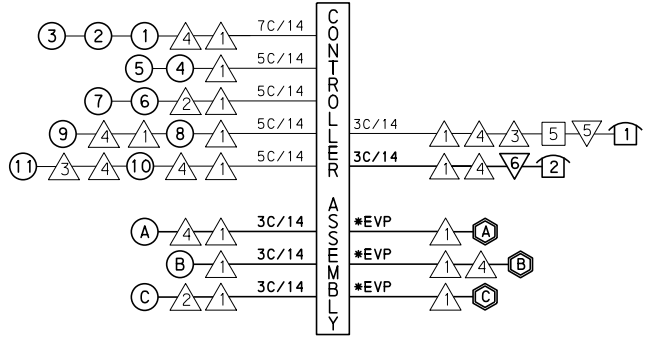 3 2 1 4 1 7C/14
5 4 1 5C/14
7 6 2 1 5C/14
9 4 1 8 1 5C/14
11 3 4 10 4 1 5C/14
A 4 1 3C/14
B 1 3C/14
C 2 1 3C/14
CONTROLLER ASSEMBLY
3C/14 1 4 3 5 5 1
3C/14 1 4 6 2
*EVP 1 A
*EVP 1 4 B
*EVP 1 C